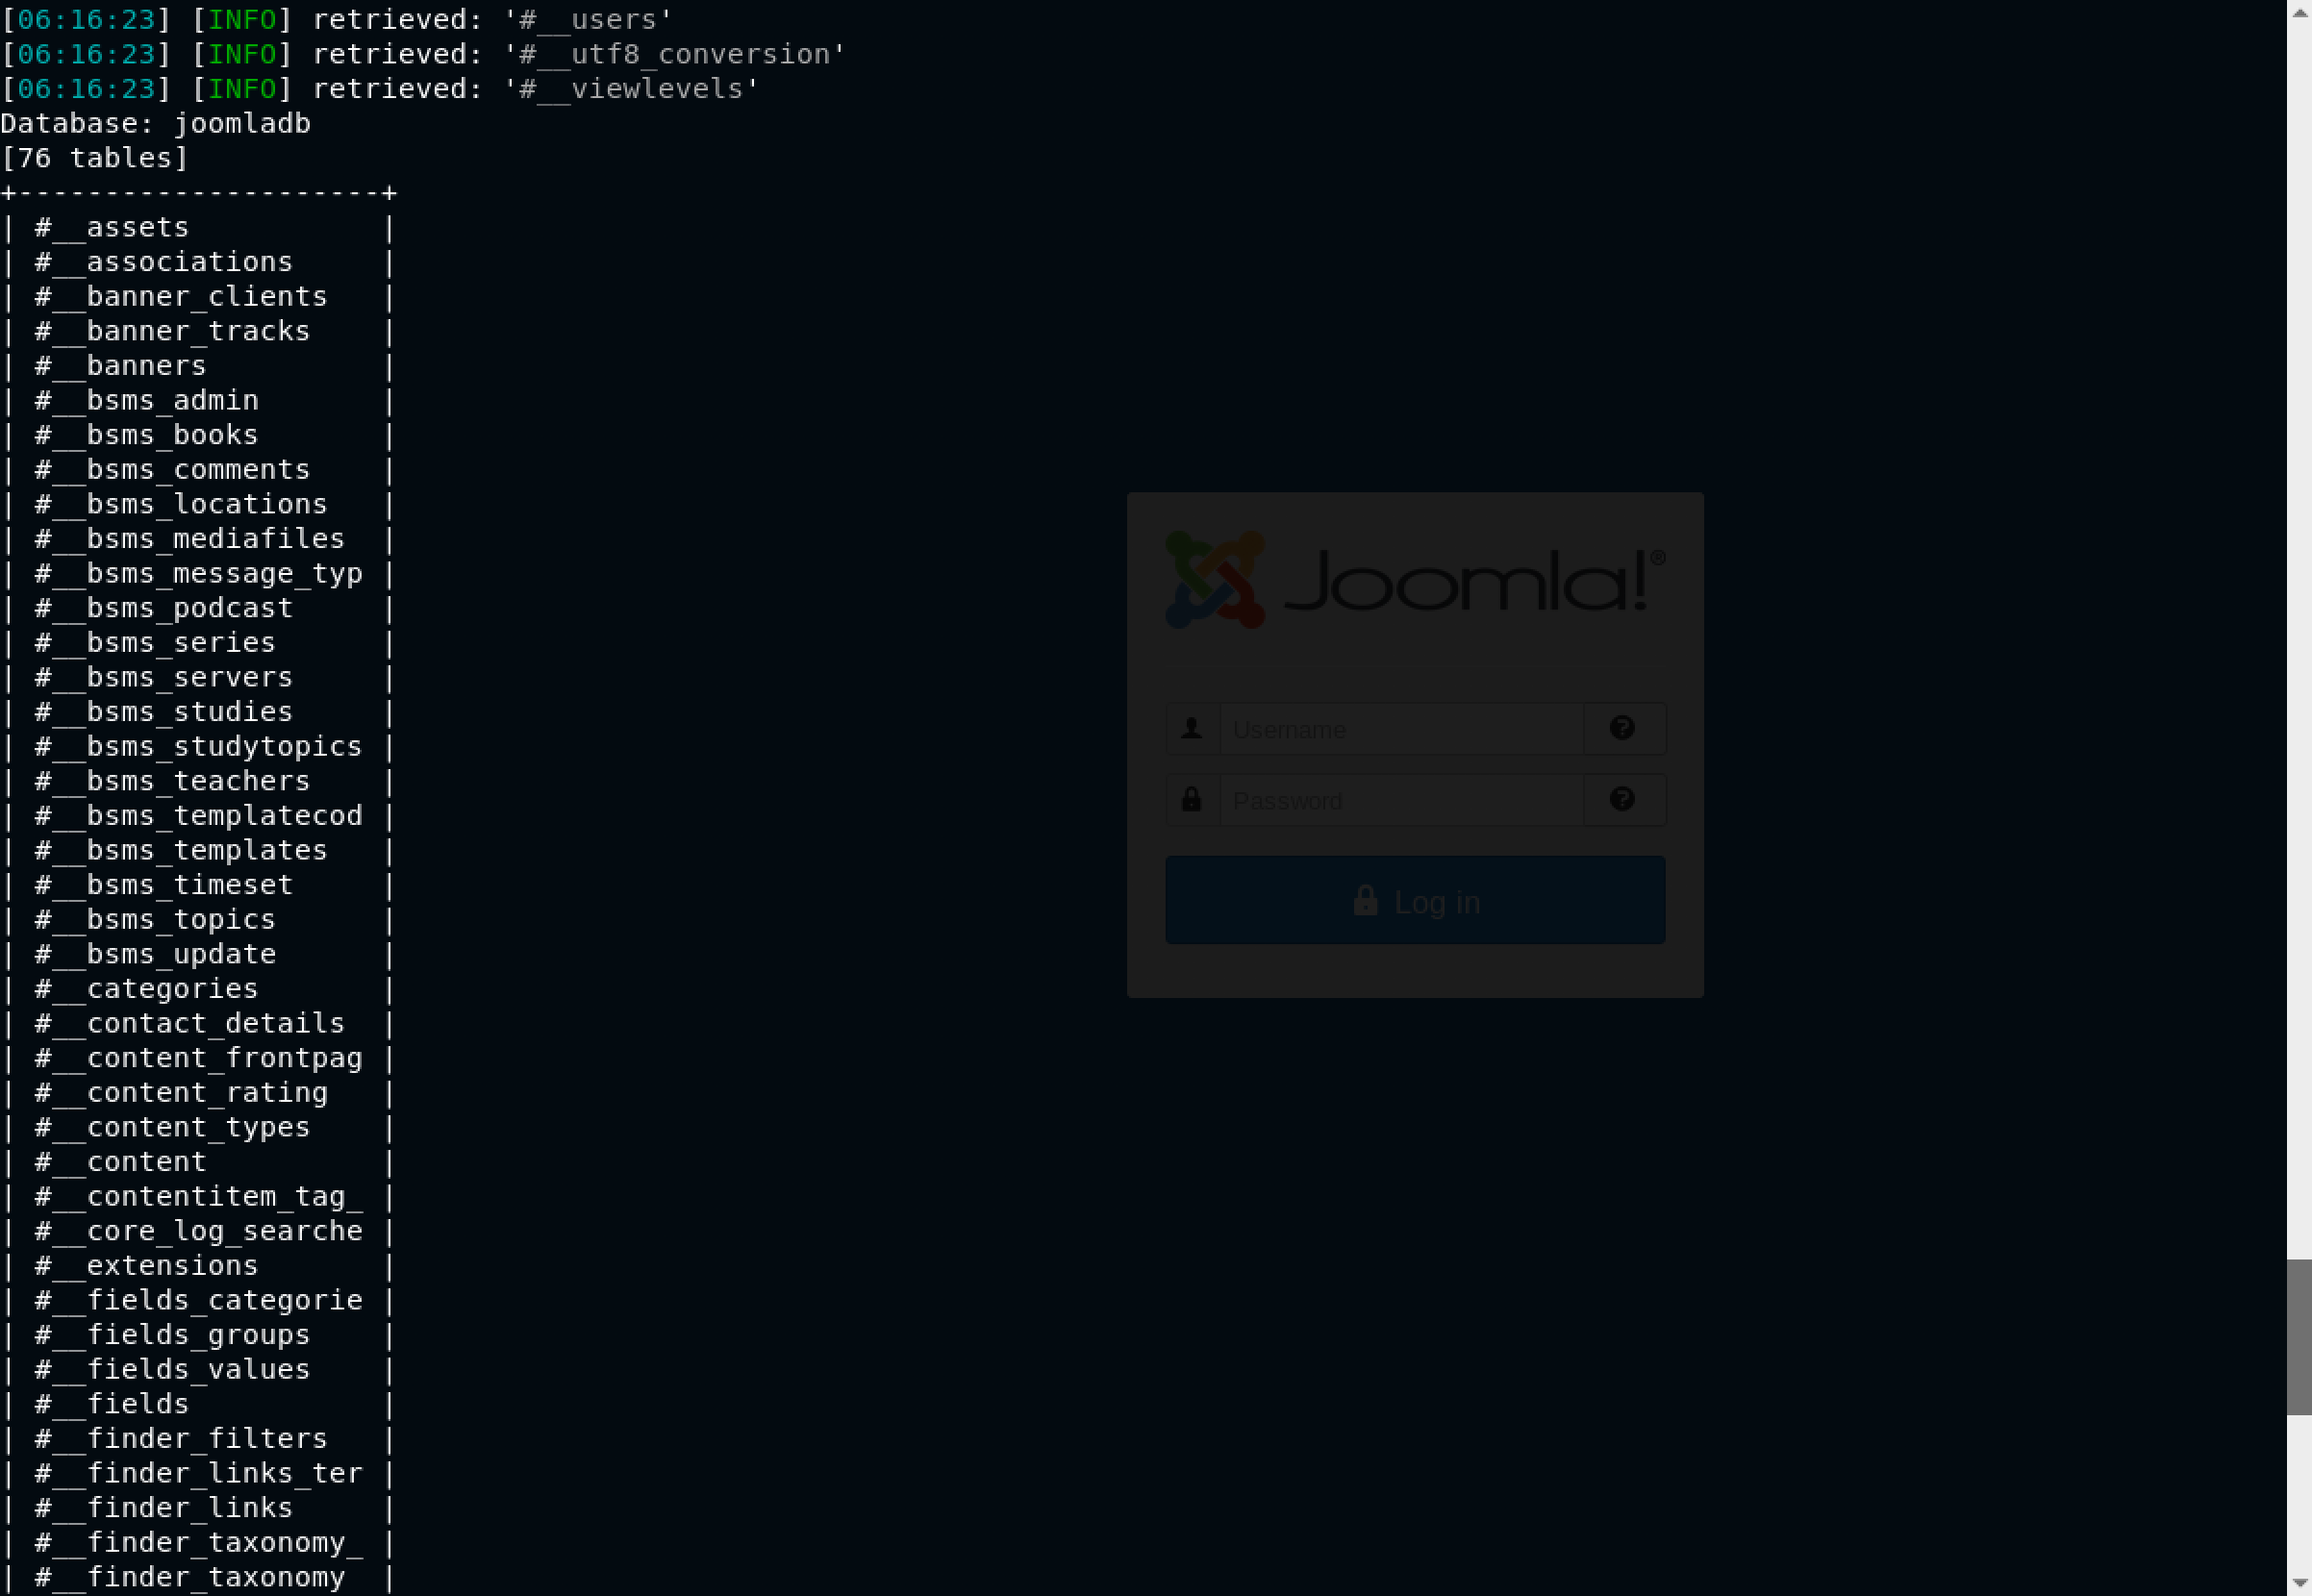 [06:16:23] [INFO] retrieved: '#__users'
[06:16:23] [INFO] retrieved: '#__utf8_conversion'
[06:16:23] [INFO] retrieved: '#__viewlevels'
Database: joomladb
[76 tables]
+---------------------+
| #__assets           |
| #__associations     |
| #__banner_clients   |
| #__banner_tracks    |
| #__banners          |
| #__bsms_admin       |
| #__bsms_books       |
| #__bsms_comments    |
| #__bsms_locations   |
| #__bsms_mediafiles  |
| #__bsms_message_typ |
| #__bsms_podcast     |
| #__bsms_series      |
| #__bsms_servers     |
| #__bsms_studies     |
| #__bsms_studytopics |
| #__bsms_teachers    |
| #__bsms_templatecod |
| #__bsms_templates   |
| #__bsms_timeset     |
| #__bsms_topics      |
| #__bsms_update      |
| #__categories       |
| #__contact_details  |
| #__content_frontpag |
| #__content_rating   |
| #__content_types    |
| #__content          |
| #__contentitem_tag_ |
| #__core_log_searche |
| #__extensions       |
| #__fields_categorie |
| #__fields_groups    |
| #__fields_values    |
| #__fields           |
| #__finder_filters   |
| #__finder_links_ter |
| #__finder_links     |
| #__finder_taxonomy_ |
| #__finder_taxonomy  |
Joomla!®
Username
Password
Log in